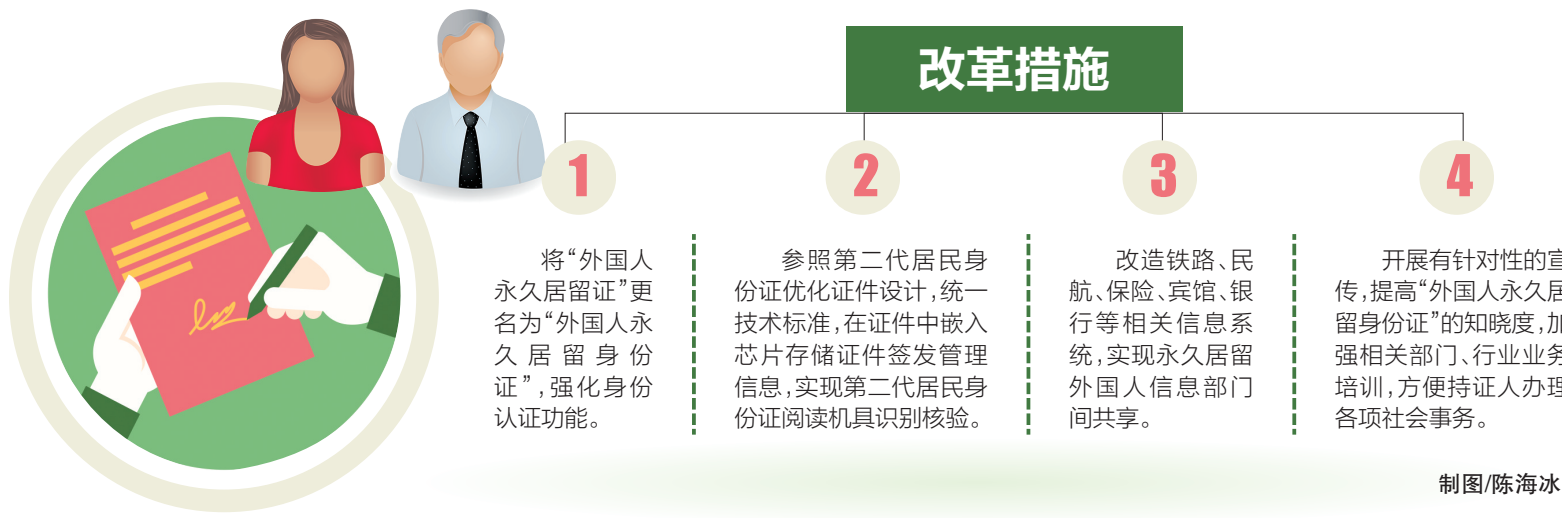 改革措施
1
将“外国人
永久居留证”更
名为“外国人永
久居留身份
证”,强化身份
认证功能。
2
参照第二代居民身
份证优化证件设计,统一
技术标准,在证件中嵌入
芯片存储证件签发管理
信息,实现第二代居民身
份证阅读机具识别核验。
3
改造铁路、民
航、保险、宾馆、银
行等相关信息系
统,实现永久居留
外国人信息部门
间共享。
4
开展有针对性的宣
传,提高“外国人永久居
留身份证”的知晓度,加
强相关部门、行业业务
培训,方便持证人办理
各项社会事务。
制图/陈海冰